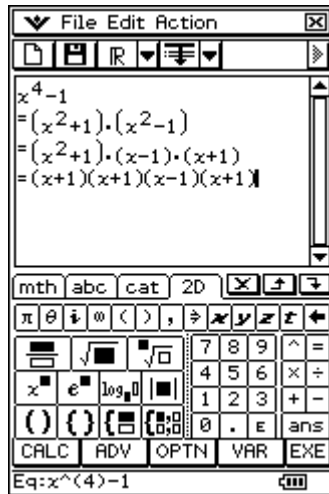 File Edit Action
ℝ
x⁴-1
=(x²+1)·(x²-1)
=(x²+1)·(x-1)·(x+1)
=(x+1)(x+1)(x-1)(x+1)
mth abc cat 2D
π θ i ∞ ( ) , ⇒ x y z t ←
√■ ⁿ√□ 7 8 9 ^ =
x■ e■ log■□ |■| 4 5 6 × ÷
1 2 3 + -
() {} {■ {■ 0 . E ans
CALC ADV OPTN VAR EXE
Eq:x^(4)-1